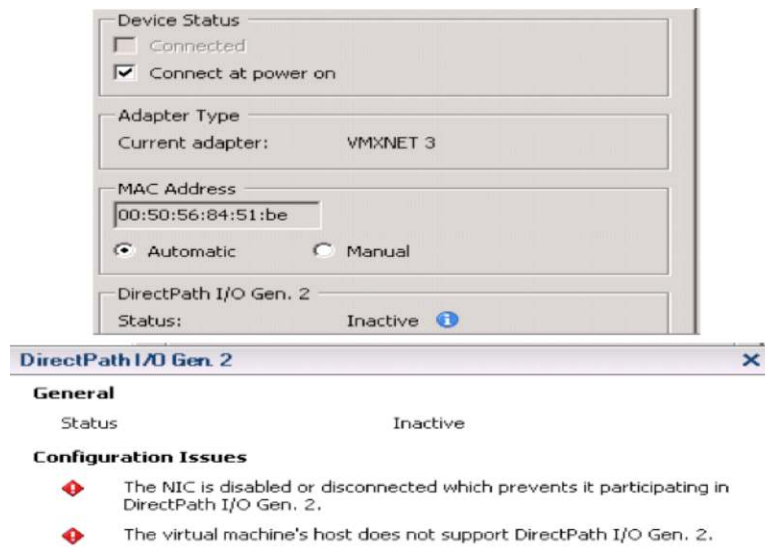 Device Status
Connected
Connect at power on
Adapter Type
Current adapter: VMXNET 3
MAC Address
00:50:56:84:51:be
Automatic Manual
DirectPath I/O Gen. 2
Status: Inactive
DirectPath I/O Gen. 2
General
Status Inactive
Configuration Issues
The NIC is disabled or disconnected which prevents it participating in
DirectPath I/O Gen. 2.
The virtual machine's host does not support DirectPath I/O Gen. 2.